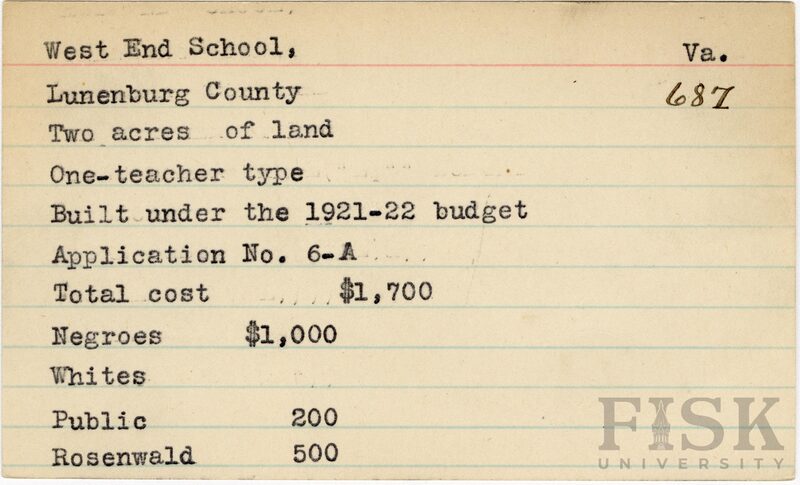 West End School, Va.
Lunenburg County 687
Two acres of land
One-teacher type
Built under the 1921-22 budget
Application No. 6-A
Total cost $1,700
Negroes $1,000
Whites
Public 200
Rosenwald 500
FISK
UNIVERSITY